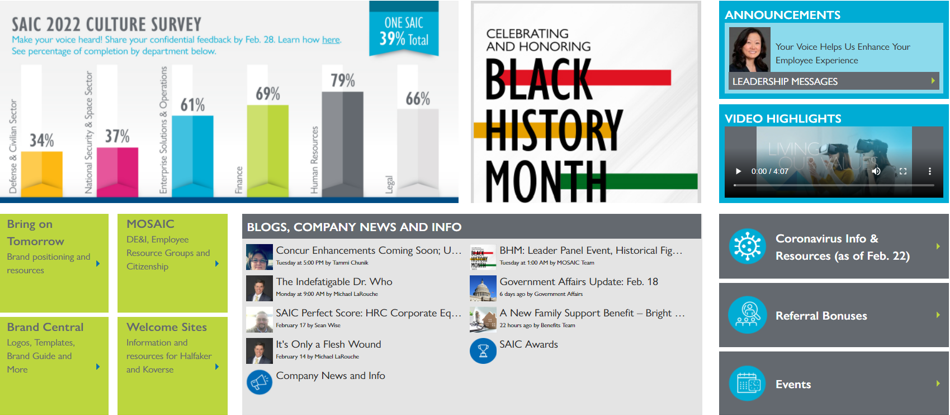 SAIC 2022 CULTURE SURVEY
Make your voice heard! Share your confidential feedback by Feb. 28. Learn how here.
See percentage of completion by department below.
ONE SAIC
39% Total
34%
Defense & Civilian Sector
37%
National Security & Space Sector
61%
Enterprise Solutions & Operations
69%
Finance
79%
Human Resources
66%
Legal
CELEBRATING
AND HONORING
BLACK
HISTORY
MONTH
ANNOUNCEMENTS
Your Voice Helps Us Enhance Your
Employee Experience
LEADERSHIP MESSAGES
VIDEO HIGHLIGHTS
LIVING
0:00 / 4:07
Bring on
Tomorrow
Brand positioning and
resources
MOSAIC
DE&I, Employee
Resource Groups and
Citizenship
Brand Central
Logos, Templates,
Brand Guide and
More
Welcome Sites
Information and
resources for Halfaker
and Koverse
BLOGS, COMPANY NEWS AND INFO
Concur Enhancements Coming Soon; U...
Tuesday at 5:00 PM by Tammi Chunik
The Indefatigable Dr. Who
Monday at 9:00 AM by Michael LaRouche
SAIC Perfect Score: HRC Corporate Eq...
February 17 by Sean Wiso
It's Only a Flesh Wound
February 14 by Michael LaRouche
Company News and Info
BHM: Leader Panel Event, Historical Fig...
Tuesday at 1:00 AM by MOSAIC Team
Government Affairs Update: Feb. 18
6 days ago by Government Affairs
A New Family Support Benefit – Bright ...
22 hours ago by Benefits Team
SAIC Awards
Coronavirus Info &
Resources (as of Feb. 22)
Referral Bonuses
Events